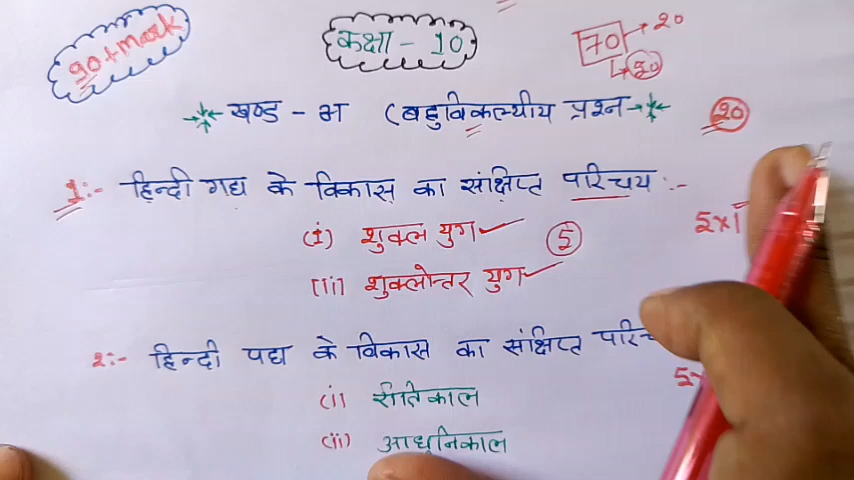 90+ Mark
कक्षा - 10
70 → 20
50
खण्ड - अ (बहुविकल्पीय प्रश्न
20
1:- हिन्दी गद्य के विकास का संक्षिप्त परिचय :-
5×1
(i) शुक्ल युग
5
(ii) शुक्लोत्तर युग
2:- हिन्दी पद्य के विकास का संक्षिप्त
(i) रीतिकाल
(ii) आधुनिकाल